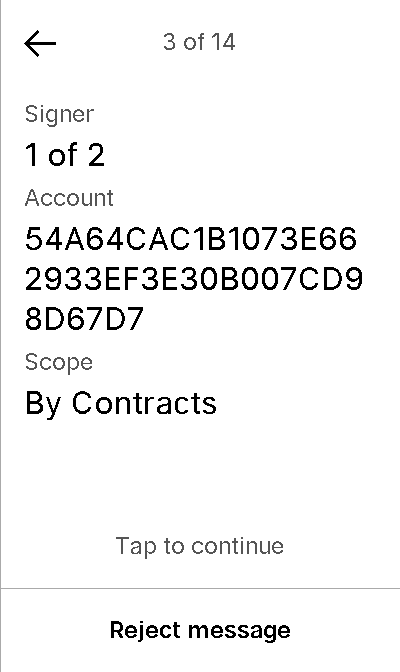 3 of 14
Signer
1 of 2
Account
54A64CAC1B1073E66
2933EF3E30B007CD9
8D67D7
Scope
By Contracts
Tap to continue
Reject message